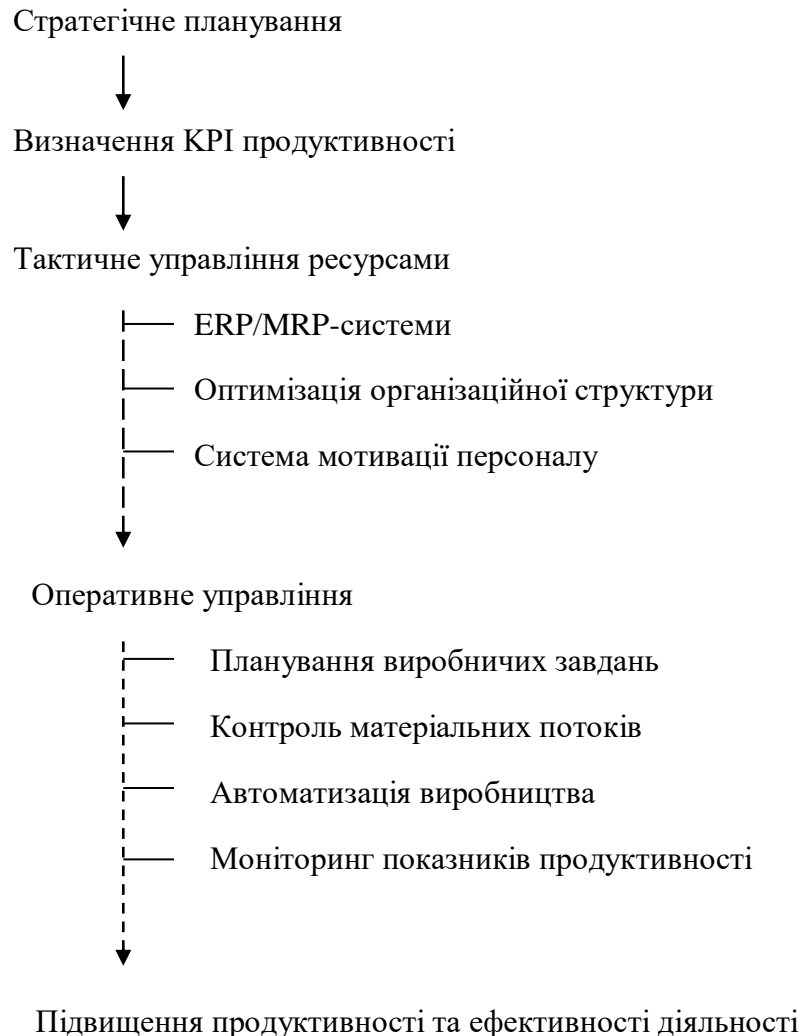 Стратегічне планування
Визначення KPI продуктивності
Тактичне управління ресурсами
ERP/MRP-системи
Оптимізація організаційної структури
Система мотивації персоналу
Оперативне управління
Планування виробничих завдань
Контроль матеріальних потоків
Автоматизація виробництва
Моніторинг показників продуктивності
Підвищення продуктивності та ефективності діяльності